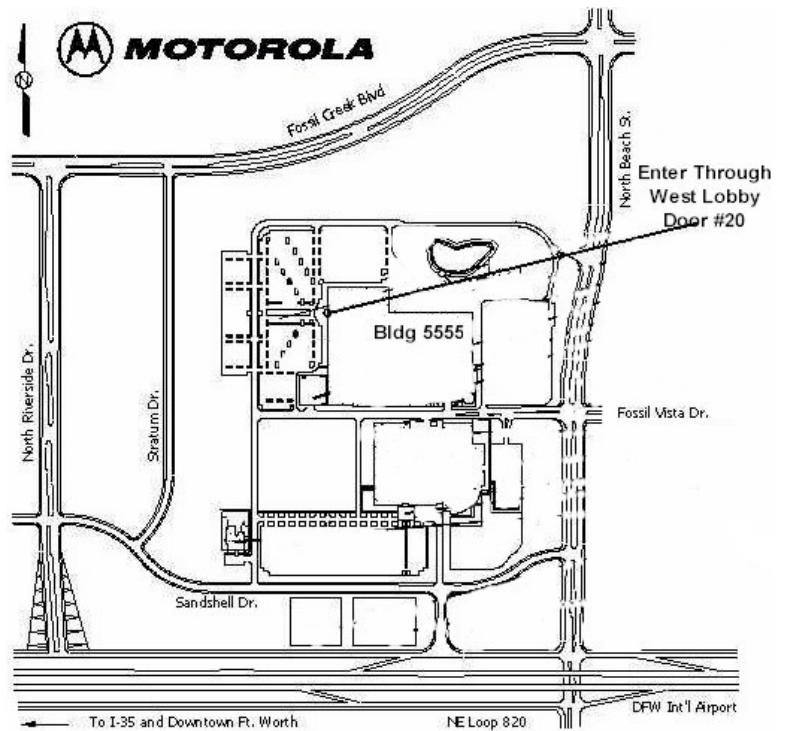 MOTOROLA
N
Fossil Creek Blvd
North Beach St.
Enter Through
West Lobby
Door #20
Bldg 5555
North Riverside Dr.
Stratum Dr.
Fossil Vista Dr.
Sandshell Dr.
DFW Int'l Airport
To I-35 and Downtown Ft. Worth
NE Loop 820